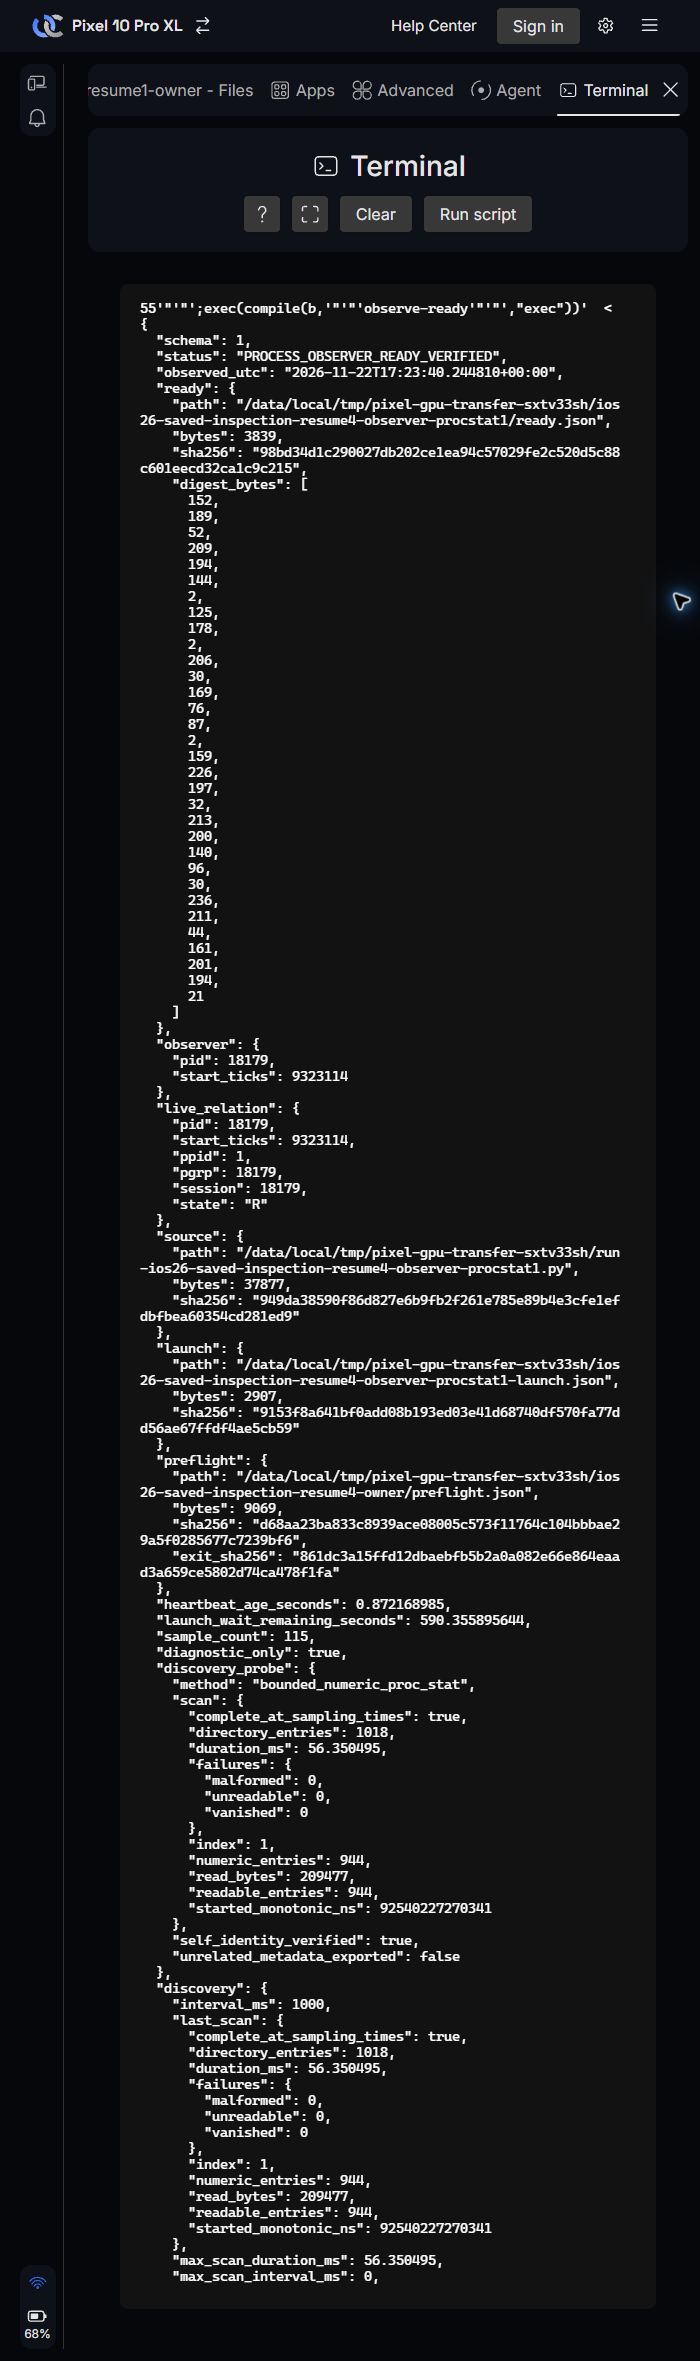 Pixel 10 Pro XL
Help Center
Sign in
resume1-owner - Files
Apps
Advanced
Agent
Terminal
Terminal
?
Clear
Run script
55'"'"';exec(compile(b,'"'"'observe-ready'"'"',"exec"))'  <
{
  "schema": 1,
  "status": "PROCESS_OBSERVER_READY_VERIFIED",
  "observed_utc": "2026-11-22T17:23:40.244810+00:00",
  "ready": {
    "path": "/data/local/tmp/pixel-gpu-transfer-sxtv33sh/ios
26-saved-inspection-resume4-observer-procstat1/ready.json",
    "bytes": 3839,
    "sha256": "98bd34d1c290027db202ce1ea94c57029fe2c520d5c88
c601eecd32ca1c9c215",
    "digest_bytes": [
      152,
      189,
      52,
      209,
      194,
      144,
      2,
      125,
      178,
      2,
      206,
      30,
      169,
      76,
      87,
      2,
      159,
      226,
      197,
      32,
      213,
      200,
      140,
      96,
      30,
      236,
      211,
      44,
      161,
      201,
      194,
      21
    ]
  },
  "observer": {
    "pid": 18179,
    "start_ticks": 9323114
  },
  "live_relation": {
    "pid": 18179,
    "start_ticks": 9323114,
    "ppid": 1,
    "pgrp": 18179,
    "session": 18179,
    "state": "R"
  },
  "source": {
    "path": "/data/local/tmp/pixel-gpu-transfer-sxtv33sh/run
-ios26-saved-inspection-resume4-observer-procstat1.py",
    "bytes": 37877,
    "sha256": "949da38590f86d827e6b9fb2f261e785e89b4e3cfe1ef
dbfbea60354cd281ed9"
  },
  "launch": {
    "path": "/data/local/tmp/pixel-gpu-transfer-sxtv33sh/ios
26-saved-inspection-resume4-observer-procstat1-launch.json",
    "bytes": 2907,
    "sha256": "9153f8a641bf0add08b193ed03e41d68740df570fa77d
d56ae67ffdf4ae5cb59"
  },
  "preflight": {
    "path": "/data/local/tmp/pixel-gpu-transfer-sxtv33sh/ios
26-saved-inspection-resume4-owner/preflight.json",
    "bytes": 9069,
    "sha256": "d68aa23ba833c8939ace08005c573f11764c104bbbae2
9a5f0285677c7239bf6",
    "exit_sha256": "861dc3a15ffd12dbaebfb5b2a0a082e66e864eaa
d3a659ce5802d74ca478f1fa"
  },
  "heartbeat_age_seconds": 0.872168985,
  "launch_wait_remaining_seconds": 590.355895644,
  "sample_count": 115,
  "diagnostic_only": true,
  "discovery_probe": {
    "method": "bounded_numeric_proc_stat",
    "scan": {
      "complete_at_sampling_times": true,
      "directory_entries": 1018,
      "duration_ms": 56.350495,
      "failures": {
        "malformed": 0,
        "unreadable": 0,
        "vanished": 0
      },
      "index": 1,
      "numeric_entries": 944,
      "read_bytes": 209477,
      "readable_entries": 944,
      "started_monotonic_ns": 92540227270341
    },
    "self_identity_verified": true,
    "unrelated_metadata_exported": false
  },
  "discovery": {
    "interval_ms": 1000,
    "last_scan": {
      "complete_at_sampling_times": true,
      "directory_entries": 1018,
      "duration_ms": 56.350495,
      "failures": {
        "malformed": 0,
        "unreadable": 0,
        "vanished": 0
      },
      "index": 1,
      "numeric_entries": 944,
      "read_bytes": 209477,
      "readable_entries": 944,
      "started_monotonic_ns": 92540227270341
    },
    "max_scan_duration_ms": 56.350495,
    "max_scan_interval_ms": 0,
68%